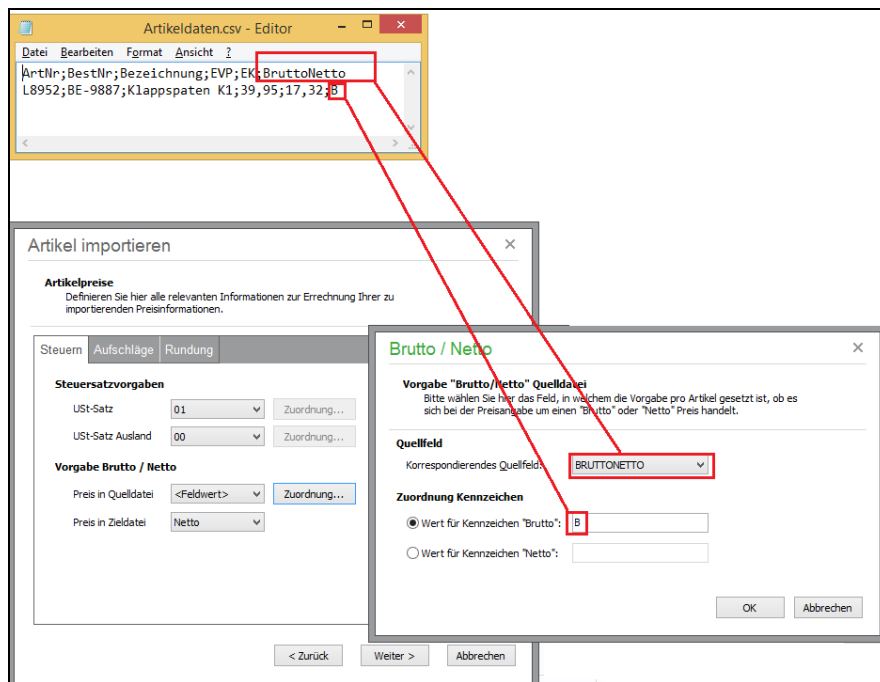 Artikeldaten.csv - Editor
Datei Bearbeiten Format Ansicht ?
ArtNr;BestNr;Bezeichnung;EVP;EK;BruttoNetto
L8952;BE-9887;Klappspaten K1;39,95;17,32;B
Artikel importieren
Artikelpreise
Definieren Sie hier alle relevanten Informationen zur Errechnung Ihrer zu
importierenden Preisinformationen.
Steuern Aufschläge Rundung
Steuersatzvorgaben
USt-Satz 01 Zuordnung...
USt-Satz Ausland 00 Zuordnung...
Vorgabe Brutto / Netto
Preis in Quelldatei <Feldwert> Zuordnung...
Preis in Zieldatei Netto
< Zurück Weiter > Abbrechen
Brutto / Netto
Vorgabe "Brutto/Netto" Quelldatei
Bitte wählen Sie hier das Feld, in welchem die Vorgabe pro Artikel gesetzt ist, ob es
sich bei der Preisangabe um einen "Brutto" oder "Netto" Preis handelt.
Quellfeld
Korrespondierendes Quellfeld: BRUTTONETTO
Zuordnung Kennzeichen
Wert für Kennzeichen "Brutto": B
Wert für Kennzeichen "Netto":
OK Abbrechen